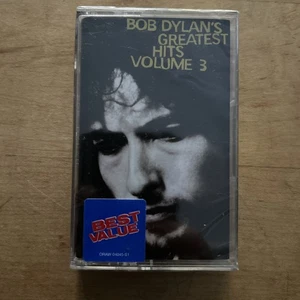 BOB DYLAN'S
GREATEST
HITS
VOLUME 3
BEST
VALUE